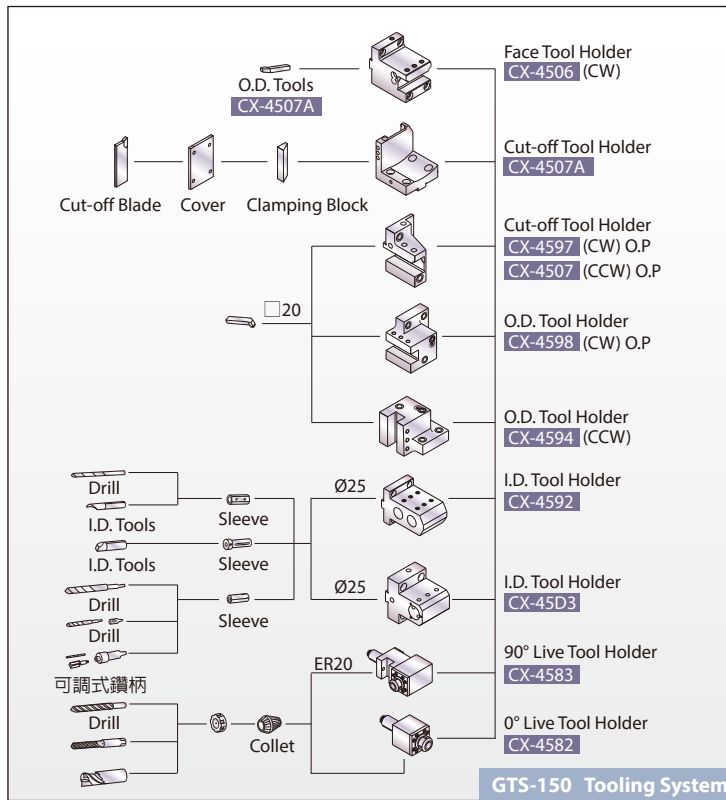 Face Tool Holder
CX-4506 (CW)
O.D. Tools
CX-4507A
Cut-off Tool Holder
CX-4507A
Cut-off Blade Cover Clamping Block
Cut-off Tool Holder
CX-4597 (CW) O.P
CX-4507 (CCW) O.P
□20
O.D. Tool Holder
CX-4598 (CW) O.P
O.D. Tool Holder
CX-4594 (CCW)
Drill
I.D. Tools
Sleeve
Ø25
I.D. Tool Holder
CX-4592
I.D. Tools
Sleeve
Drill
Drill
Sleeve
Ø25
I.D. Tool Holder
CX-45D3
可調式鑽柄
ER20
90° Live Tool Holder
CX-4583
Drill
Collet
0° Live Tool Holder
CX-4582
GTS-150 Tooling System